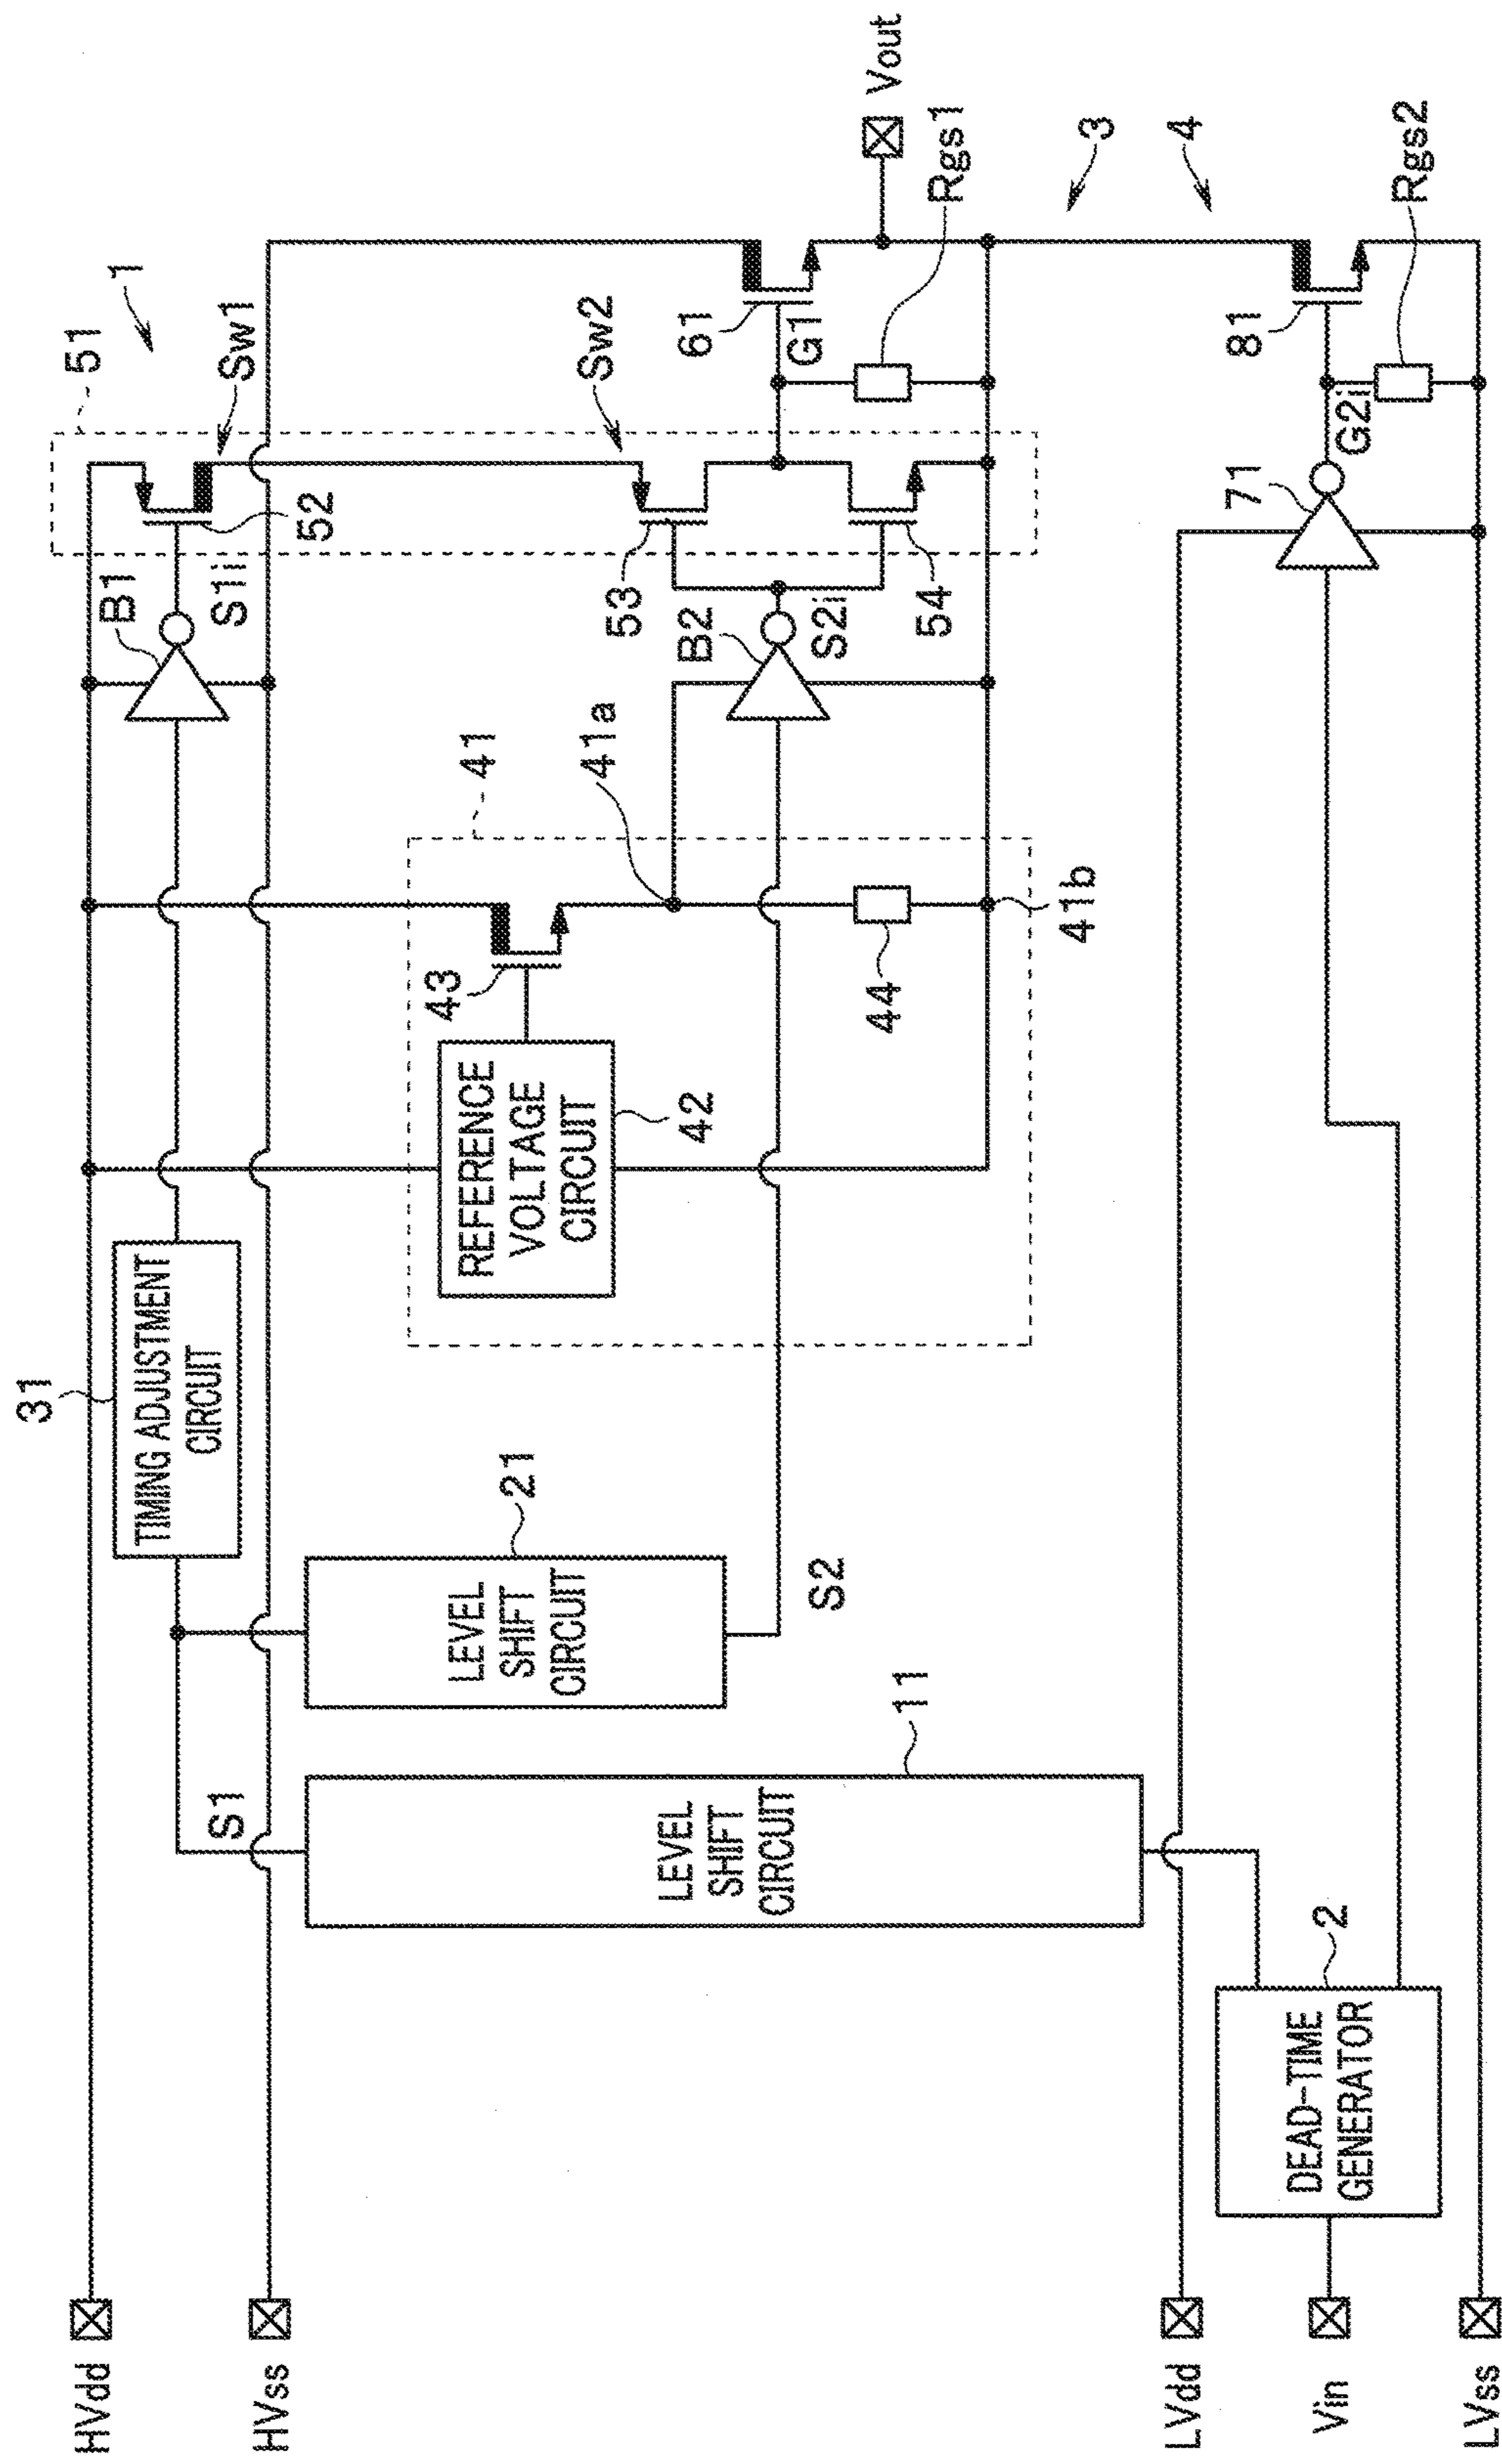 1
51
Sw1
52
B1
S1i
Sw2
53
54
B2
S2i
61
G1
Rgs1
Vout
3
4
81
Rgs2
G2i
71
41
41a
41b
43
44
REFERENCE
VOLTAGE
CIRCUIT
42
31
TIMING ADJUSTMENT
CIRCUIT
21
LEVEL
SHIFT
CIRCUIT
S2
S1
11
LEVEL
SHIFT
CIRCUIT
2
DEAD-TIME
GENERATOR
HVdd
HVss
LVdd
Vin
LVss